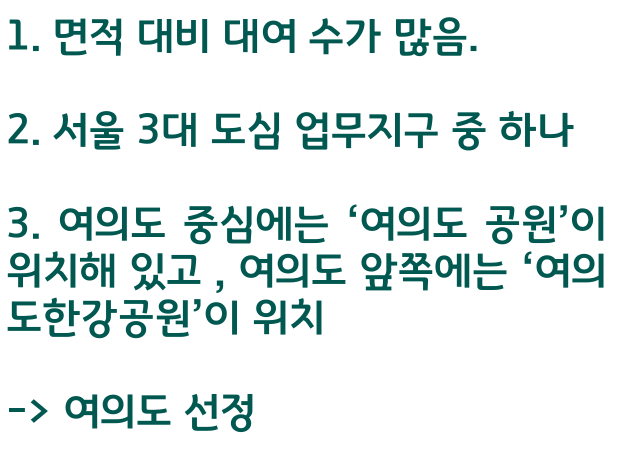 1. 면적 대비 대여 수가 많음.
2. 서울 3대 도심 업무지구 중 하나
3. 여의도 중심에는 ‘여의도 공원’이
위치해 있고 , 여의도 앞쪽에는 ‘여의
도한강공원’이 위치
-> 여의도 선정